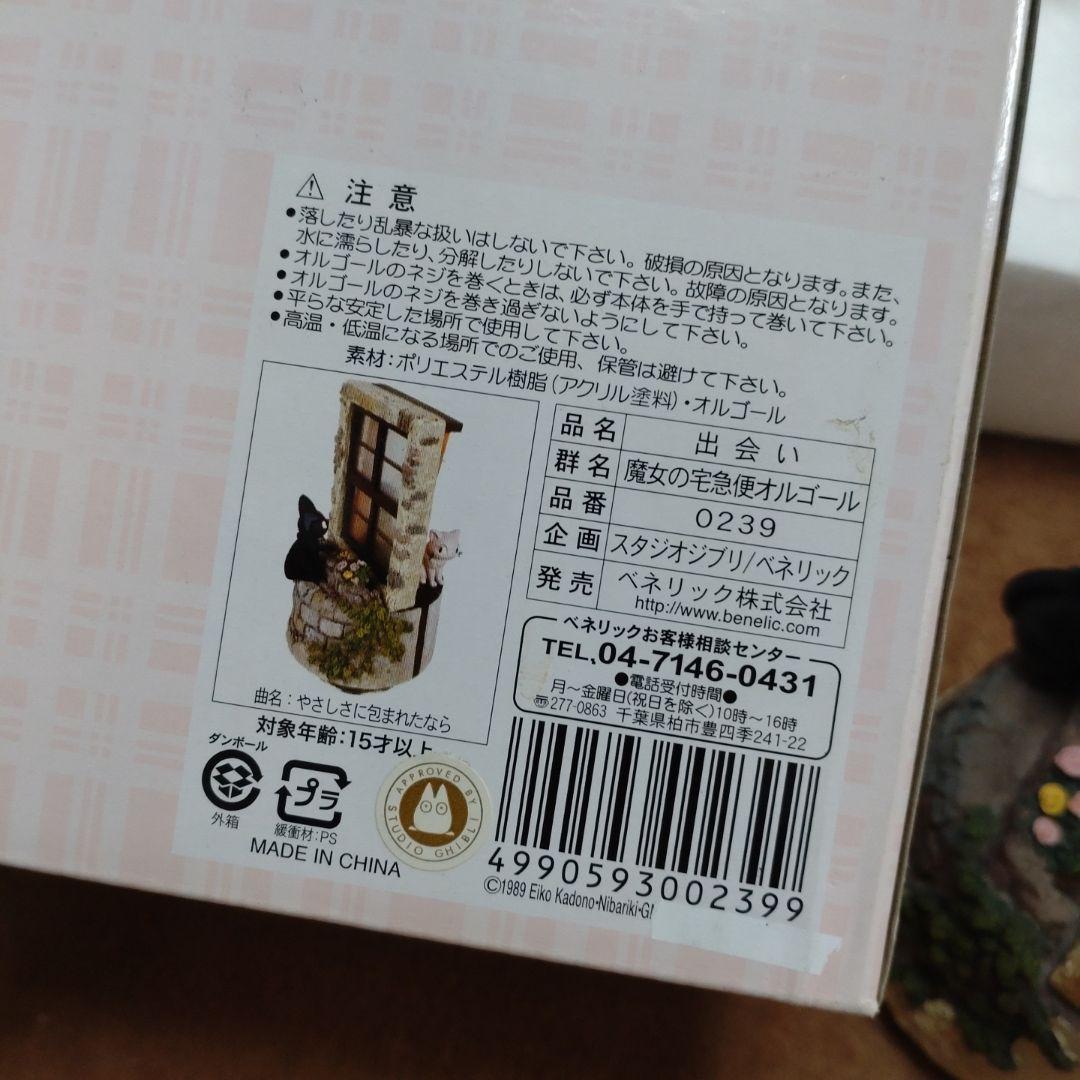 注意
●落したり乱暴な扱いはしないで下さい。破損の原因となります。また、
水に濡らしたり、分解したりしないで下さい。故障の原因となります。
●オルゴールのネジを巻くときは、必ず本体を手で持って巻いて下さい。
●オルゴールのネジを巻き過ぎないようにして下さい。
●平らな安定した場所で使用して下さい。
●高温・低温になる場所でのご使用、保管は避けて下さい。
素材:ポリエステル樹脂(アクリル塗料)・オルゴール
品名 出会い
群名 魔女の宅急便オルゴール
品番 0239
企画 スタジオジブリ/ベネリック
発売 ベネリック株式会社
http://www.benelic.com
ベネリックお客様相談センター
TEL、04-7146-0431
●電話受付時間●
月~金曜日(祝日を除く)10時~16時
〠277-0863 千葉県柏市豊四季241-22
曲名:やさしさに包まれたなら
対象年齢:15才以上
ダンボール
外箱
プラ
緩衝材:PS
MADE IN CHINA
APPROVED BY
STUDIO GHIBLI
4990593002399
©1989 Eiko Kadono・Nibariki・G